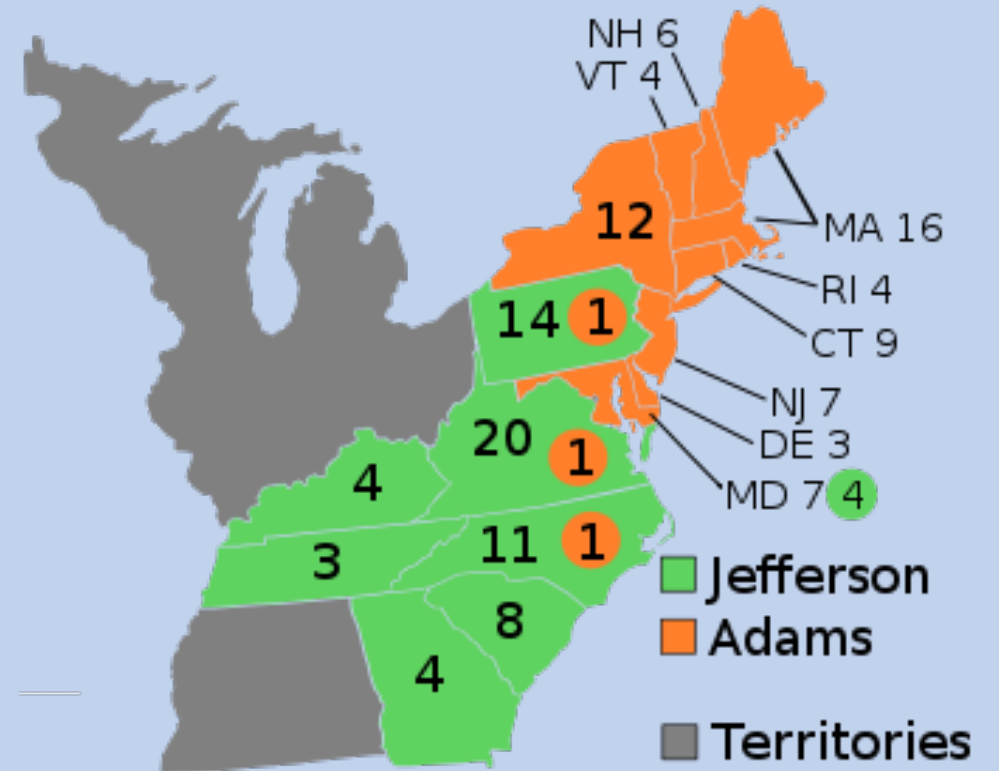 NH 6
VT 4
12
MA 16
RI 4
14 1
CT 9
NJ 7
DE 3
20 1
MD 7 4
4
11 1
3
8
4
Jefferson
Adams
Territories